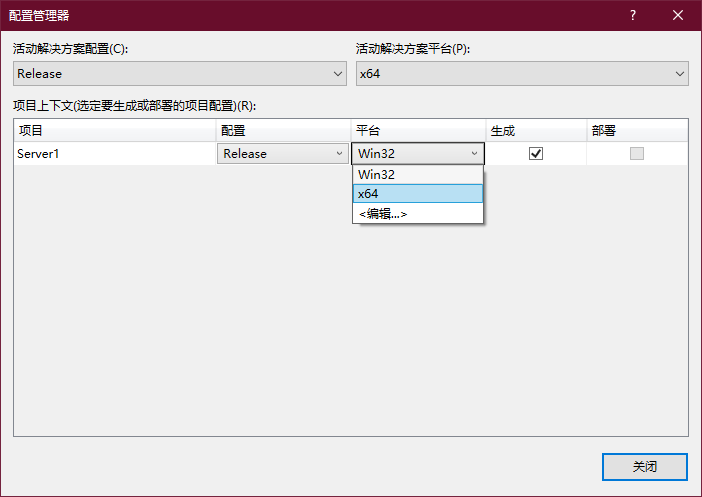 配置管理器
活动解决方案配置(C):
活动解决方案平台(P):
Release
x64
项目上下文(选定要生成或部署的项目配置)(R):
项目 配置 平台 生成 部署
Server1 Release Win32
Win32
x64
<编辑...>
关闭